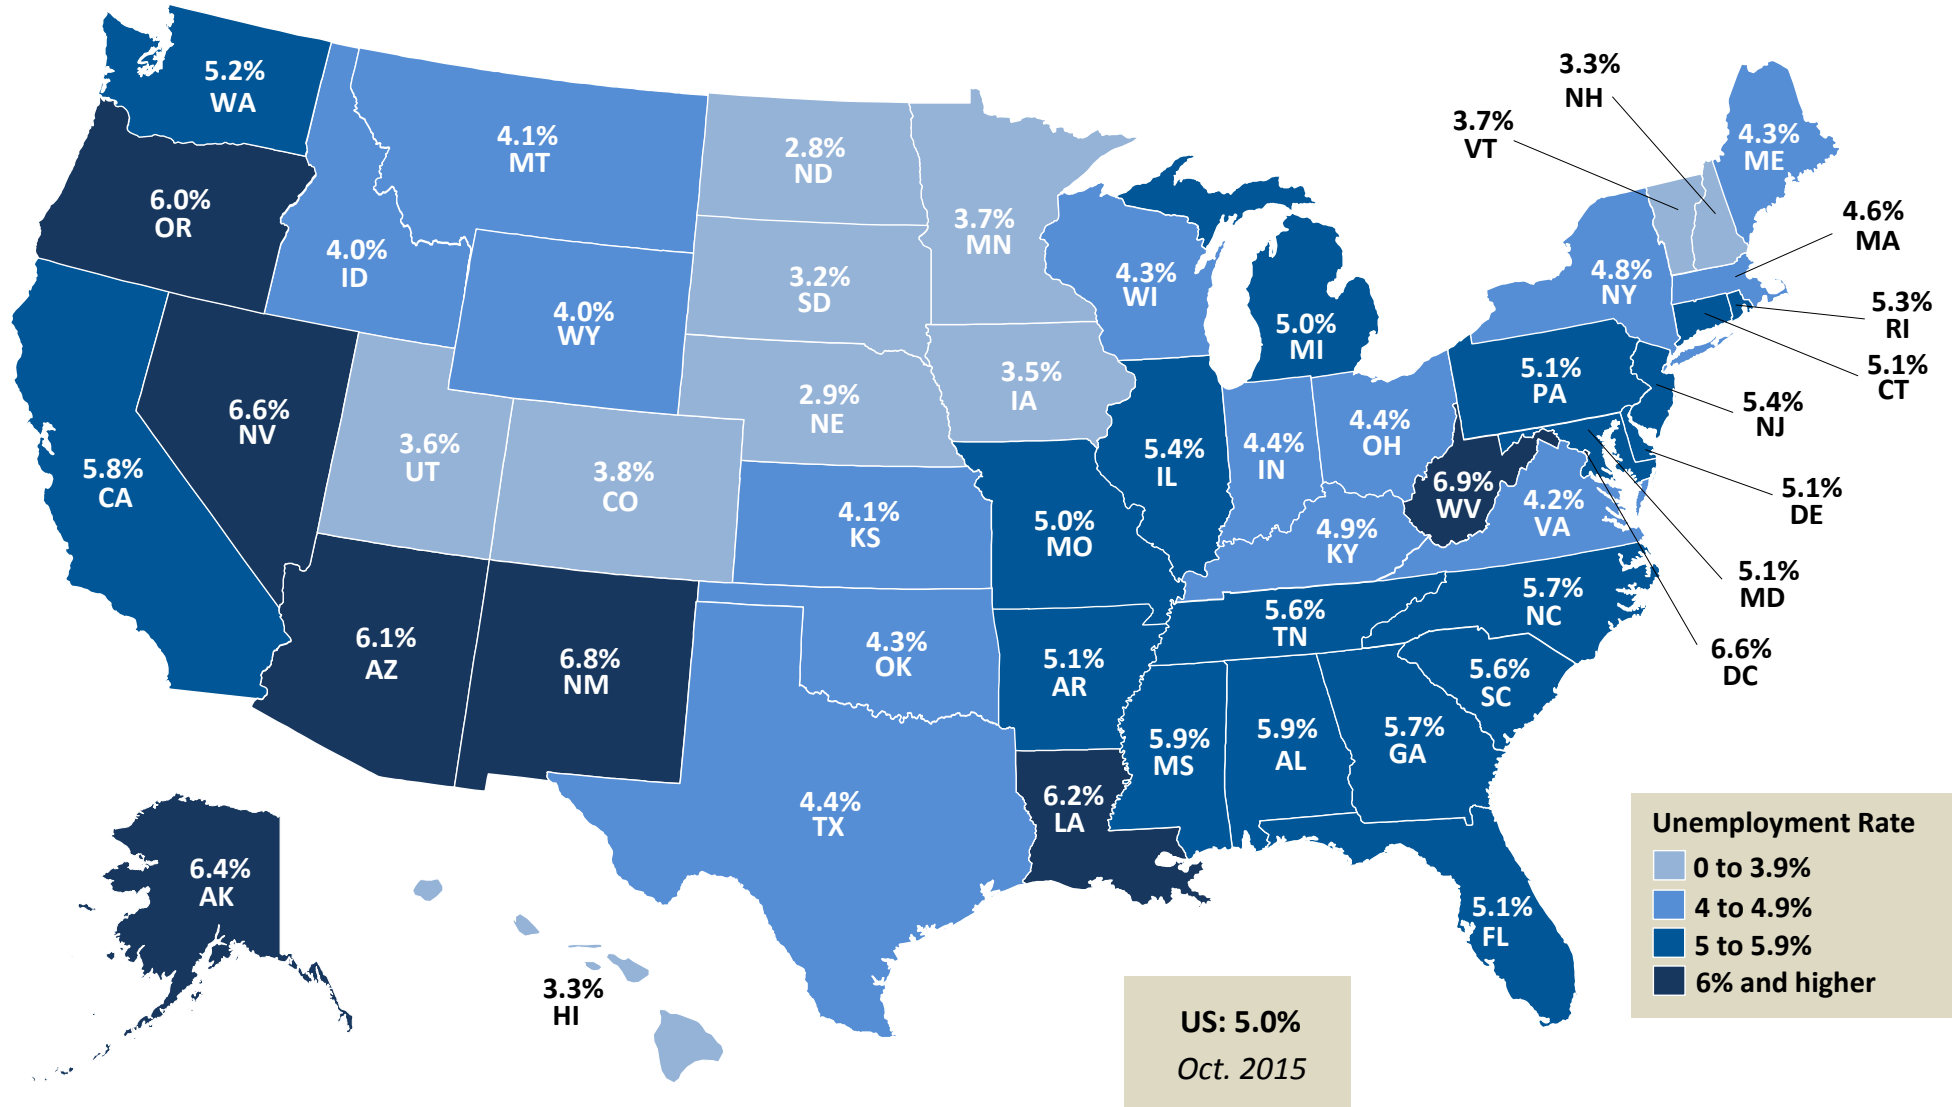 5.2%
WA
6.0%
OR
4.1%
MT
4.0%
ID
4.0%
WY
2.8%
ND
3.2%
SD
2.9%
NE
3.7%
MN
3.5%
IA
4.3%
WI
5.0%
MI
3.3%
NH
3.7%
VT
4.3%
ME
4.6%
MA
4.8%
NY
5.3%
RI
5.1%
CT
5.1%
PA
5.4%
NJ
5.8%
CA
6.6%
NV
3.6%
UT
3.8%
CO
4.1%
KS
5.0%
MO
5.4%
IL
4.4%
IN
4.4%
OH
6.9%
WV
4.2%
VA
4.9%
KY
5.1%
DE
5.1%
MD
6.6%
DC
6.1%
AZ
6.8%
NM
4.3%
OK
5.1%
AR
5.6%
TN
5.7%
NC
5.6%
SC
5.9%
MS
5.9%
AL
5.7%
GA
4.4%
TX
6.2%
LA
5.1%
FL
6.4%
AK
3.3%
HI
US: 5.0%
Oct. 2015
Unemployment Rate
0 to 3.9%
4 to 4.9%
5 to 5.9%
6% and higher